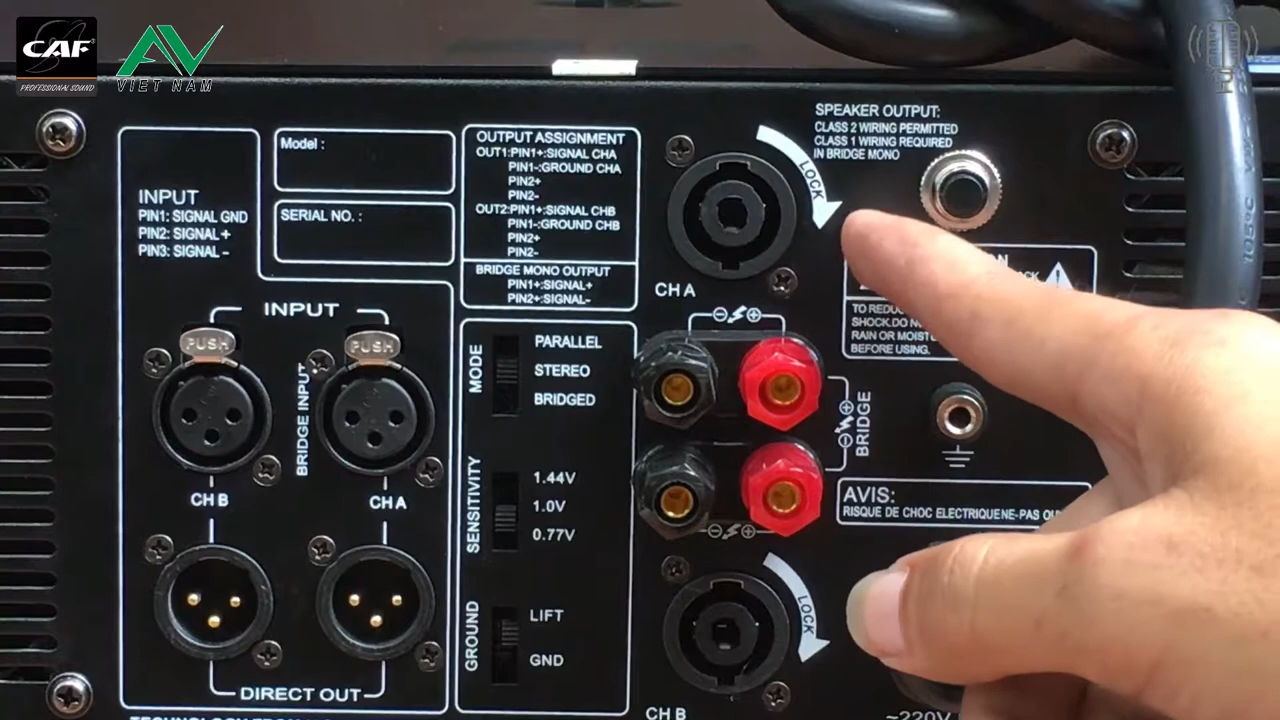 CAF
PROFESSIONAL SOUND
AV
VIET NAM
SPEAKER OUTPUT:
CLASS 2 WIRING PERMITTED
CLASS 1 WIRING REQUIRED
IN BRIDGE MONO
LOCK
INPUT
PIN1: SIGNAL GND
PIN2: SIGNAL+
PIN3: SIGNAL-
Model :
SERIAL NO. :
OUTPUT ASSIGNMENT
OUT1:PIN1+:SIGNAL CHA
PIN1-:GROUND CHA
PIN2+
PIN2-
OUT2:PIN1+:SIGNAL CHB
PIN1-:GROUND CHB
PIN2+
PIN2-
BRIDGE MONO OUTPUT
PIN1+:SIGNAL+
PIN2+:SIGNAL-
CH A
INPUT
PUSH
PUSH
BRIDGE INPUT
CH B
CH A
DIRECT OUT
MODE
PARALLEL
STEREO
BRIDGED
SENSITIVITY
1.44V
1.0V
0.77V
GROUND
LIFT
GND
BRIDGE
TO REDUC
SHOCK.DO N
RAIN OR MOISTU
BEFORE USING.
AVIS:
RISQUE DE CHOC ELECTRIQUENE-PAS OU
LOCK
CH B
~220V
105°C